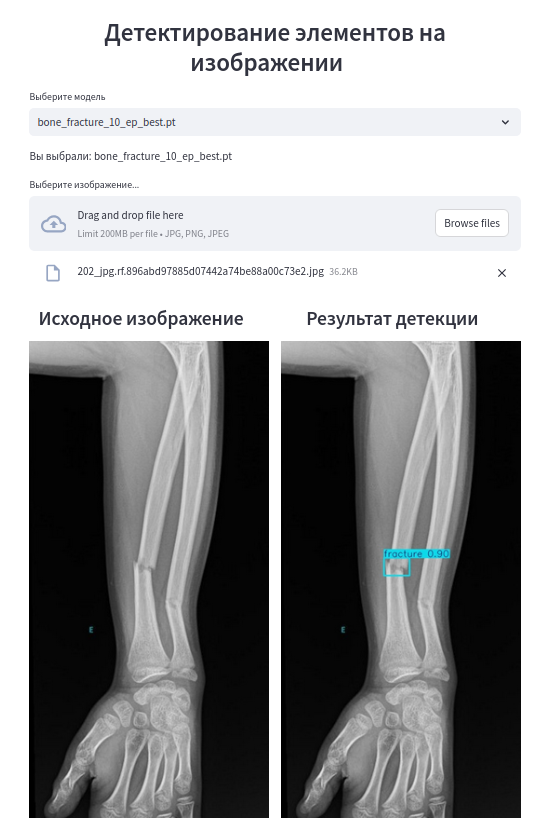 Детектирование элементов на
изображении
Выберите модель
bone_fracture_10_ep_best.pt
Вы выбрали: bone_fracture_10_ep_best.pt
Выберите изображение...
Drag and drop file here
Limit 200MB per file • JPG, PNG, JPEG
Browse files
202_jpg.rf.896abd97885d07442a74be88a00c73e2.jpg 36.2KB
Исходное изображение
Результат детекции
fracture 0.90
E
E